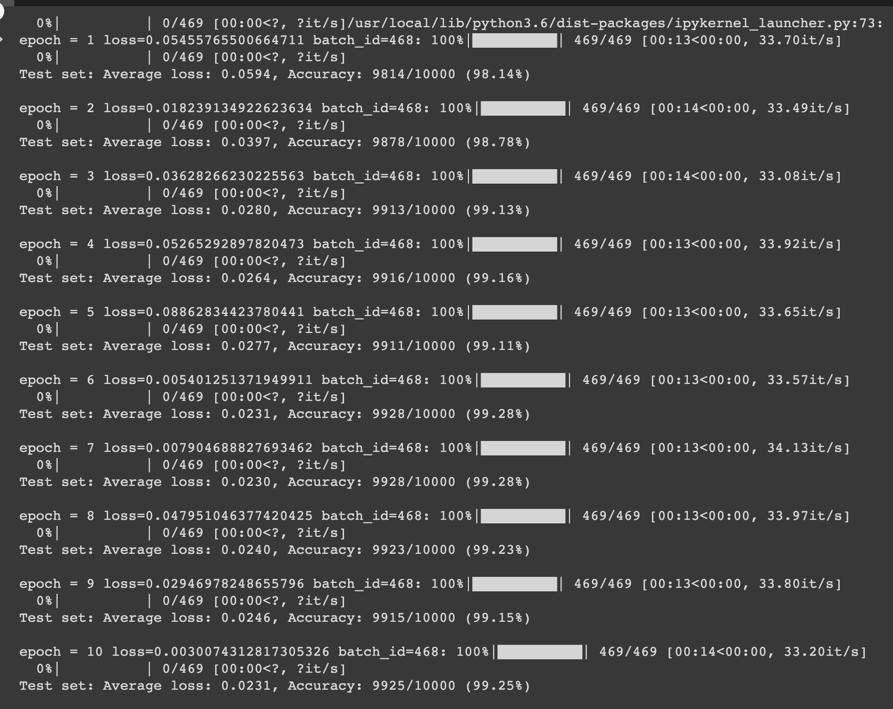 0%|          | 0/469 [00:00<?, ?it/s]/usr/local/lib/python3.6/dist-packages/ipykernel_launcher.py:73:
epoch = 1 loss=0.05455765500664711 batch_id=468: 100%|██████████| 469/469 [00:13<00:00, 33.70it/s]
0%|          | 0/469 [00:00<?, ?it/s]
Test set: Average loss: 0.0594, Accuracy: 9814/10000 (98.14%)
epoch = 2 loss=0.018239134922623634 batch_id=468: 100%|██████████| 469/469 [00:14<00:00, 33.49it/s]
0%|          | 0/469 [00:00<?, ?it/s]
Test set: Average loss: 0.0397, Accuracy: 9878/10000 (98.78%)
epoch = 3 loss=0.03628266230225563 batch_id=468: 100%|██████████| 469/469 [00:14<00:00, 33.08it/s]
0%|          | 0/469 [00:00<?, ?it/s]
Test set: Average loss: 0.0280, Accuracy: 9913/10000 (99.13%)
epoch = 4 loss=0.05265292897820473 batch_id=468: 100%|██████████| 469/469 [00:13<00:00, 33.92it/s]
0%|          | 0/469 [00:00<?, ?it/s]
Test set: Average loss: 0.0264, Accuracy: 9916/10000 (99.16%)
epoch = 5 loss=0.08862834423780441 batch_id=468: 100%|██████████| 469/469 [00:13<00:00, 33.65it/s]
0%|          | 0/469 [00:00<?, ?it/s]
Test set: Average loss: 0.0277, Accuracy: 9911/10000 (99.11%)
epoch = 6 loss=0.005401251371949911 batch_id=468: 100%|██████████| 469/469 [00:13<00:00, 33.57it/s]
0%|          | 0/469 [00:00<?, ?it/s]
Test set: Average loss: 0.0231, Accuracy: 9928/10000 (99.28%)
epoch = 7 loss=0.007904688827693462 batch_id=468: 100%|██████████| 469/469 [00:13<00:00, 34.13it/s]
0%|          | 0/469 [00:00<?, ?it/s]
Test set: Average loss: 0.0230, Accuracy: 9928/10000 (99.28%)
epoch = 8 loss=0.047951046377420425 batch_id=468: 100%|██████████| 469/469 [00:13<00:00, 33.97it/s]
0%|          | 0/469 [00:00<?, ?it/s]
Test set: Average loss: 0.0240, Accuracy: 9923/10000 (99.23%)
epoch = 9 loss=0.02946978248655796 batch_id=468: 100%|██████████| 469/469 [00:13<00:00, 33.80it/s]
0%|          | 0/469 [00:00<?, ?it/s]
Test set: Average loss: 0.0246, Accuracy: 9915/10000 (99.15%)
epoch = 10 loss=0.0030074312817305326 batch_id=468: 100%|██████████| 469/469 [00:14<00:00, 33.20it/s]
0%|          | 0/469 [00:00<?, ?it/s]
Test set: Average loss: 0.0231, Accuracy: 9925/10000 (99.25%)